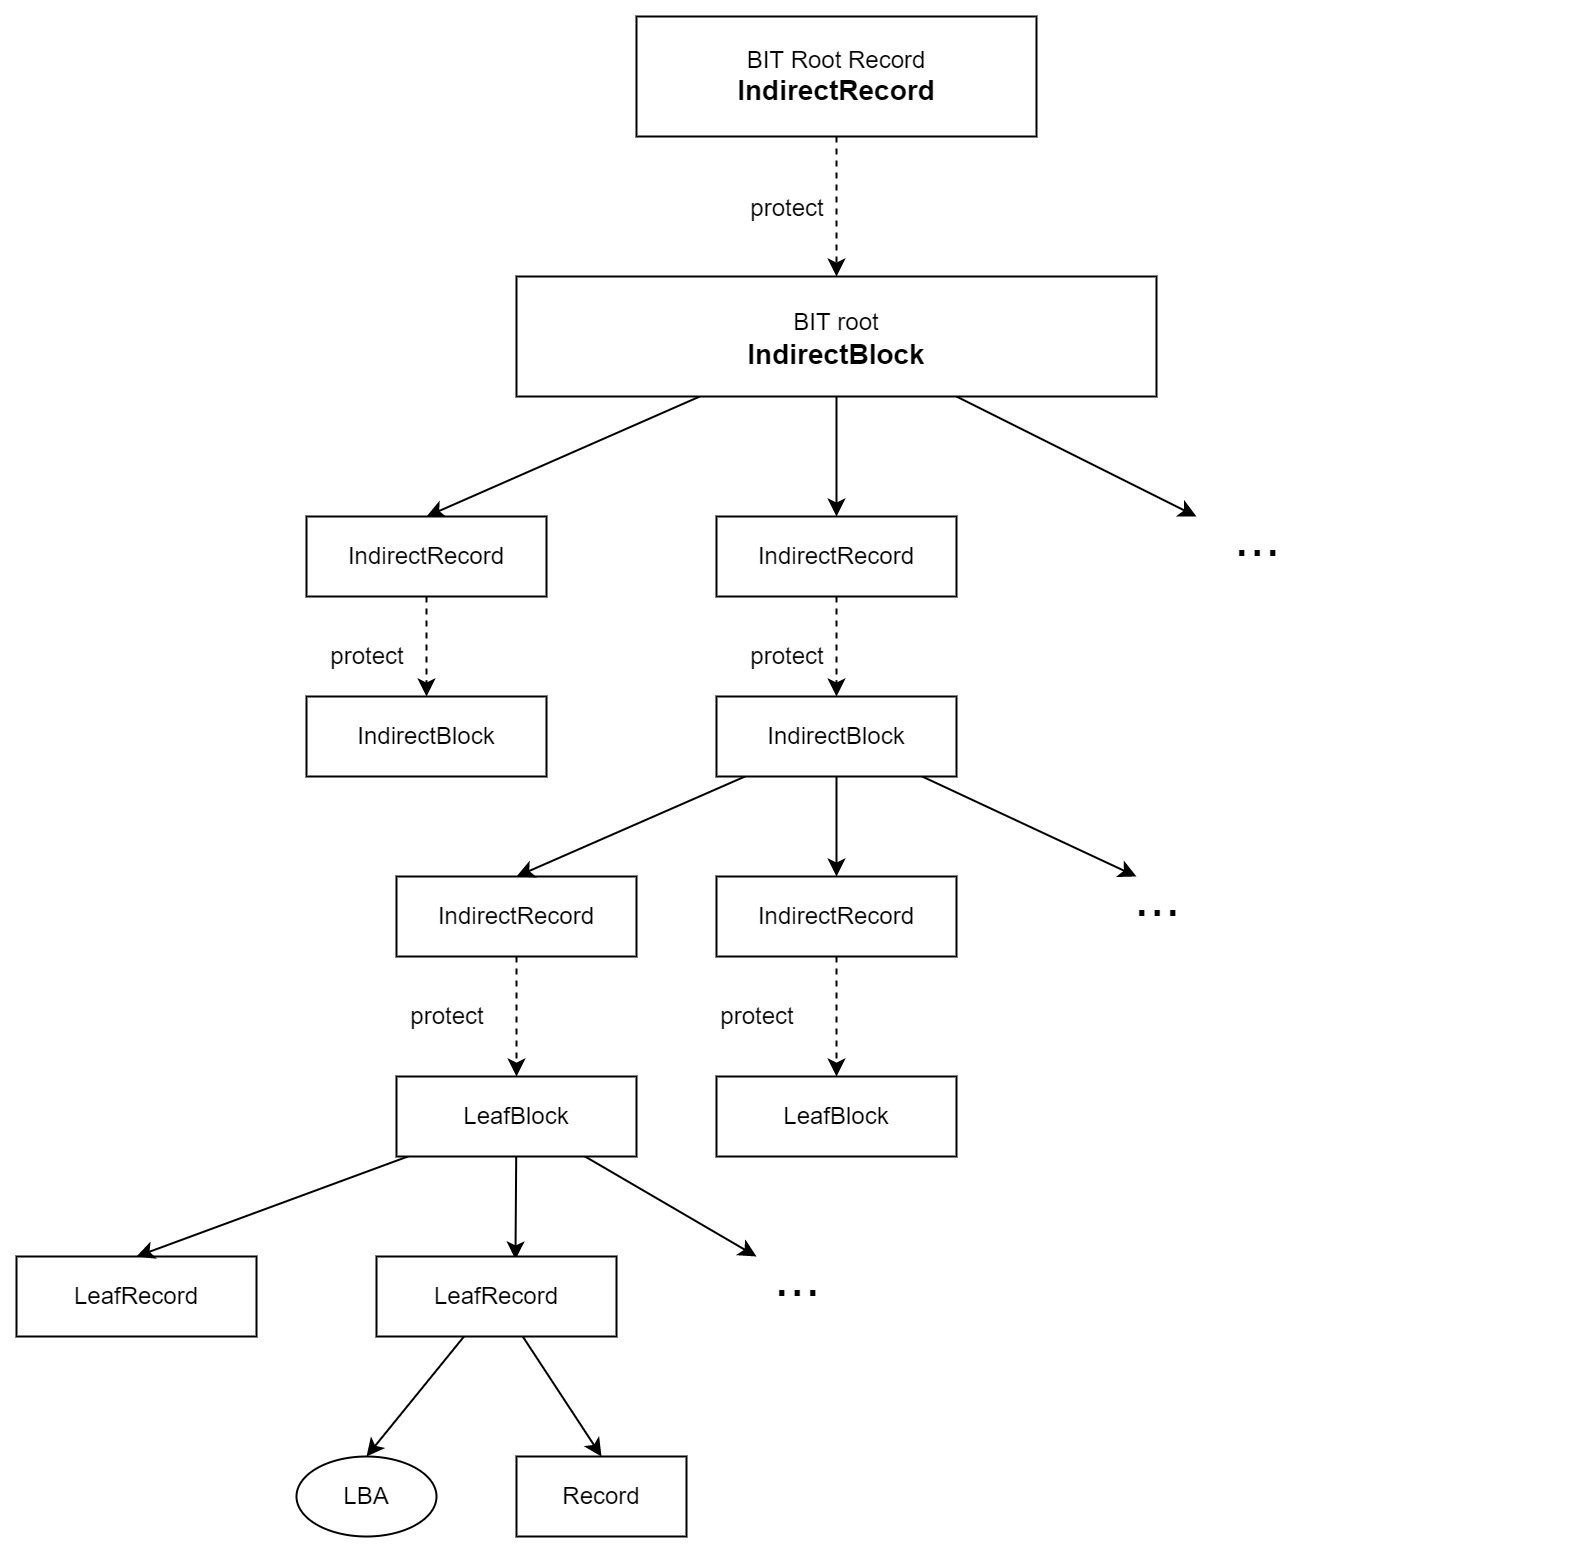 BIT Root Record
IndirectRecord
protect
BIT root
IndirectBlock
IndirectRecord
IndirectRecord
...
protect
protect
IndirectBlock
IndirectBlock
IndirectRecord
IndirectRecord
...
protect
protect
LeafBlock
LeafBlock
LeafRecord
LeafRecord
...
LBA
Record